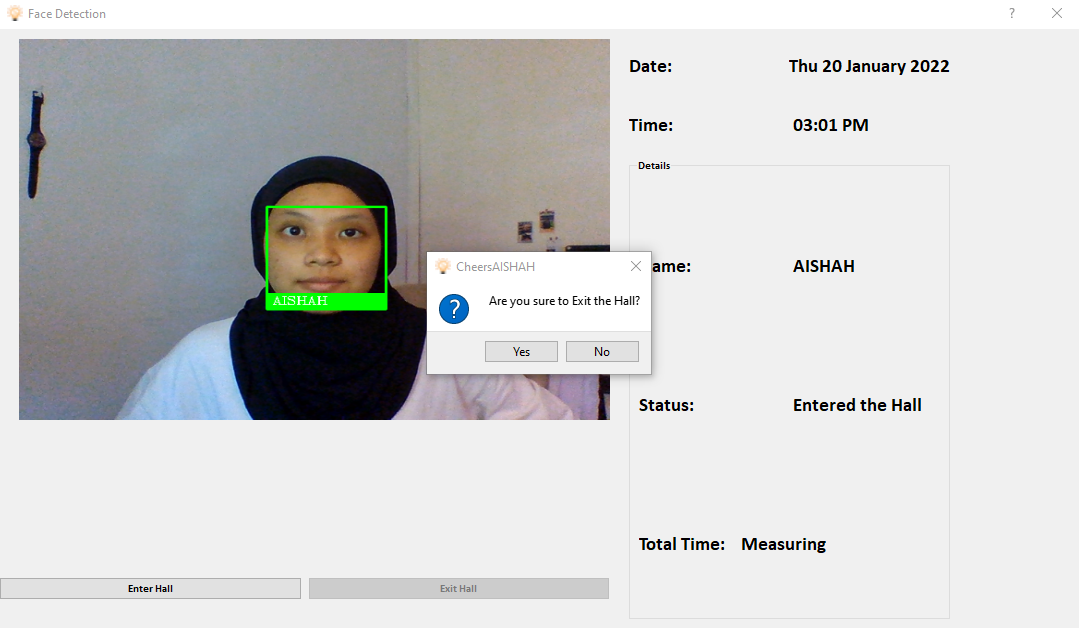 Face Detection
?
Date: Thu 20 January 2022
Time: 03:01 PM
Details
AISHAH
CheersAISHAH
Are you sure to Exit the Hall?
?
Yes No
ame: AISHAH
Status: Entered the Hall
Total Time: Measuring
Enter Hall Exit Hall